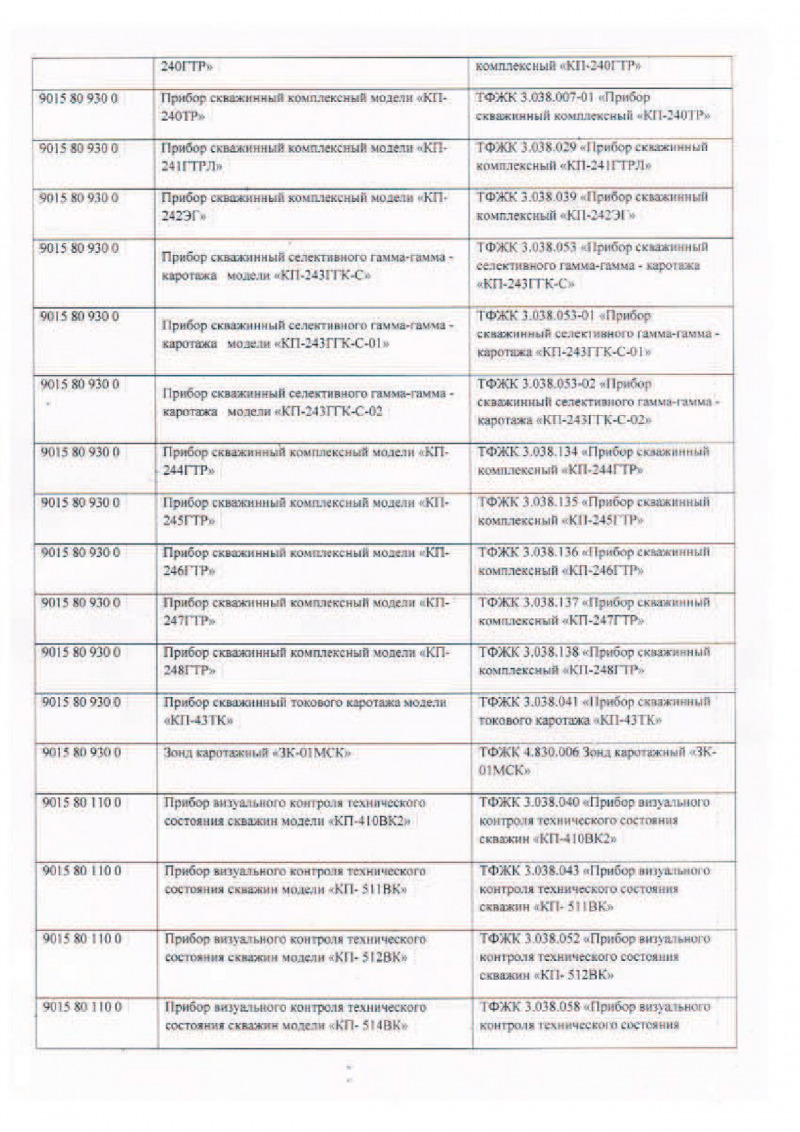 240ГТР»
комплексный «КП-240ГТР»
9015 80 930 0
Прибор скважинный комплексный модели «КП-
240ТР»
ТФЖК 3.038.007-01 «Прибор
скважинный комплексный «КП-240ТР»
9015 80 930 0
Прибор скважинный комплексный модели «КП-
241ГТРЛ»
ТФЖК 3.038.029 «Прибор скважинный
комплексный «КП-241ГТРЛ»
9015 80 930 0
Прибор скважинный комплексный модели «КП-
242ЭГ»
ТФЖК 3.038.039 «Прибор скважинный
комплексный «КП-242ЭГ»
9015 80 930 0
Прибор скважинный селективного гамма-гамма -
каротажа модели «КП-243ГГК-С»
ТФЖК 3.038.053 «Прибор скважинный
селективного гамма-гамма - каротажа
«КП-243ГГК-С»
9015 80 930 0
Прибор скважинный селективного гамма-гамма -
каротажа модели «КП-243ГГК-С-01»
ТФЖК 3.038.053-01 «Прибор
скважинный селективного гамма-гамма -
каротажа «КП-243ГГК-С-01»
9015 80 930 0
Прибор скважинный селективного гамма-гамма -
каротажа модели «КП-243ГГК-С-02
ТФЖК 3.038.053-02 «Прибор
скважинный селективного гамма-гамма -
каротажа «КП-243ГГК-С-02»
9015 80 930 0
Прибор скважинный комплексный модели «КП-
244ГТР»
ТФЖК 3.038.134 «Прибор скважинный
комплексный «КП-244ГТР»
9015 80 930 0
Прибор скважинный комплексный модели «КП-
245ГТР»
ТФЖК 3.038.135 «Прибор скважинный
комплексный «КП-245ГТР»
9015 80 930 0
Прибор скважинный комплексный модели «КП-
246ГТР»
ТФЖК 3.038.136 «Прибор скважинный
комплексный «КП-246ГТР»
9015 80 930 0
Прибор скважинный комплексный модели «КП-
247ГТР»
ТФЖК 3.038.137 «Прибор скважинный
комплексный «КП-247ГТР»
9015 80 930 0
Прибор скважинный комплексный модели «КП-
248ГТР»
ТФЖК 3.038.138 «Прибор скважинный
комплексный «КП-248ГТР»
9015 80 930 0
Прибор скважинный токового каротажа модели
«КП-43ТК»
ТФЖК 3.038.041 «Прибор скважинный
токового каротажа «КП-43ТК»
9015 80 930 0
Зонд каротажный «ЗК-01МСК»
ТФЖК 4.830.006 Зонд каротажный «ЗК-
01МСК»
9015 80 110 0
Прибор визуального контроля технического
состояния скважин модели «КП-410ВК2»
ТФЖК 3.038.040 «Прибор визуального
контроля технического состояния
скважин «КП-410ВК2»
9015 80 110 0
Прибор визуального контроля технического
состояния скважин модели «КП- 511ВК»
ТФЖК 3.038.043 «Прибор визуального
контроля технического состояния
скважин «КП- 511ВК»
9015 80 110 0
Прибор визуального контроля технического
состояния скважин модели «КП- 512ВК»
ТФЖК 3.038.052 «Прибор визуального
контроля технического состояния
скважин «КП- 512ВК»
9015 80 110 0
Прибор визуального контроля технического
состояния скважин модели «КП- 514ВК»
ТФЖК 3.038.058 «Прибор визуального
контроля технического состояния